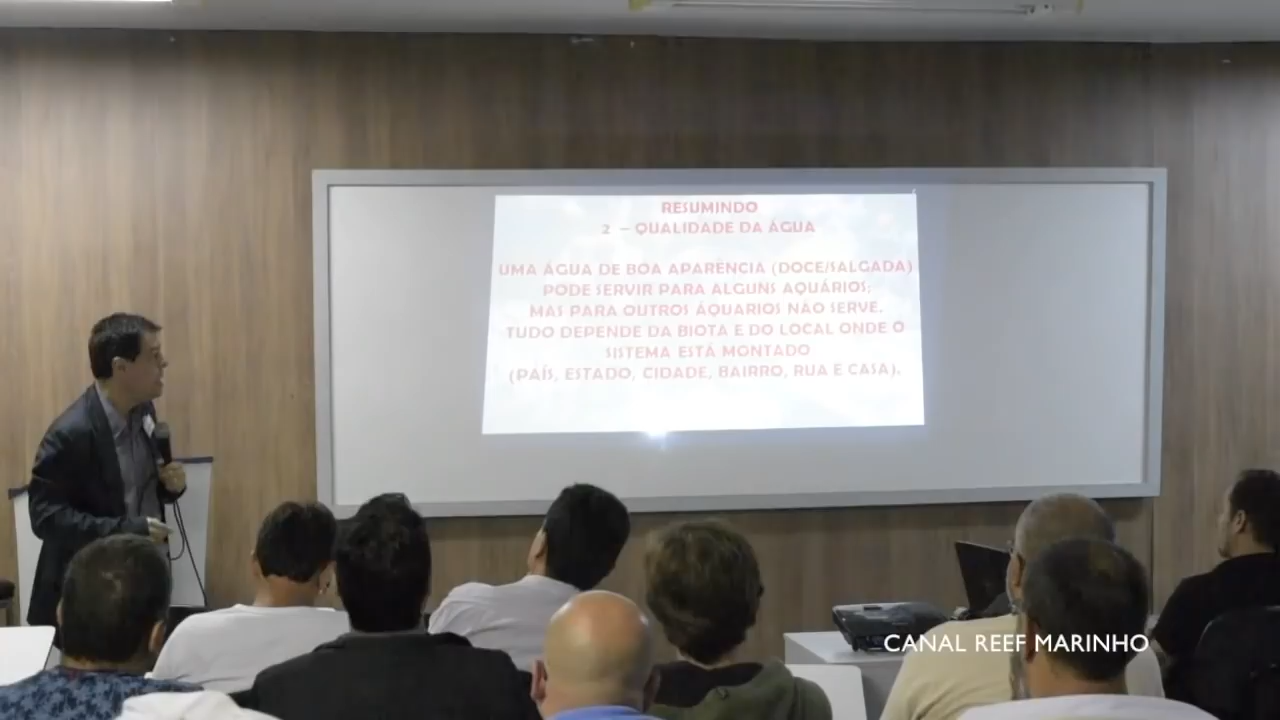 RESUMINDO
2 – QUALIDADE DA ÁGUA
UMA ÁGUA DE BOA APARÊNCIA (DOCE/SALGADA)
PODE SERVIR PARA ALGUNS AQUÁRIOS;
MAS PARA OUTROS ÁQUARIOS NÃO SERVE.
TUDO DEPENDE DA BIOTA E DO LOCAL ONDE O
SISTEMA ESTÁ MONTADO
(PAÍS, ESTADO, CIDADE, BAIRRO, RUA E CASA).
CANAL REEF MARINHO